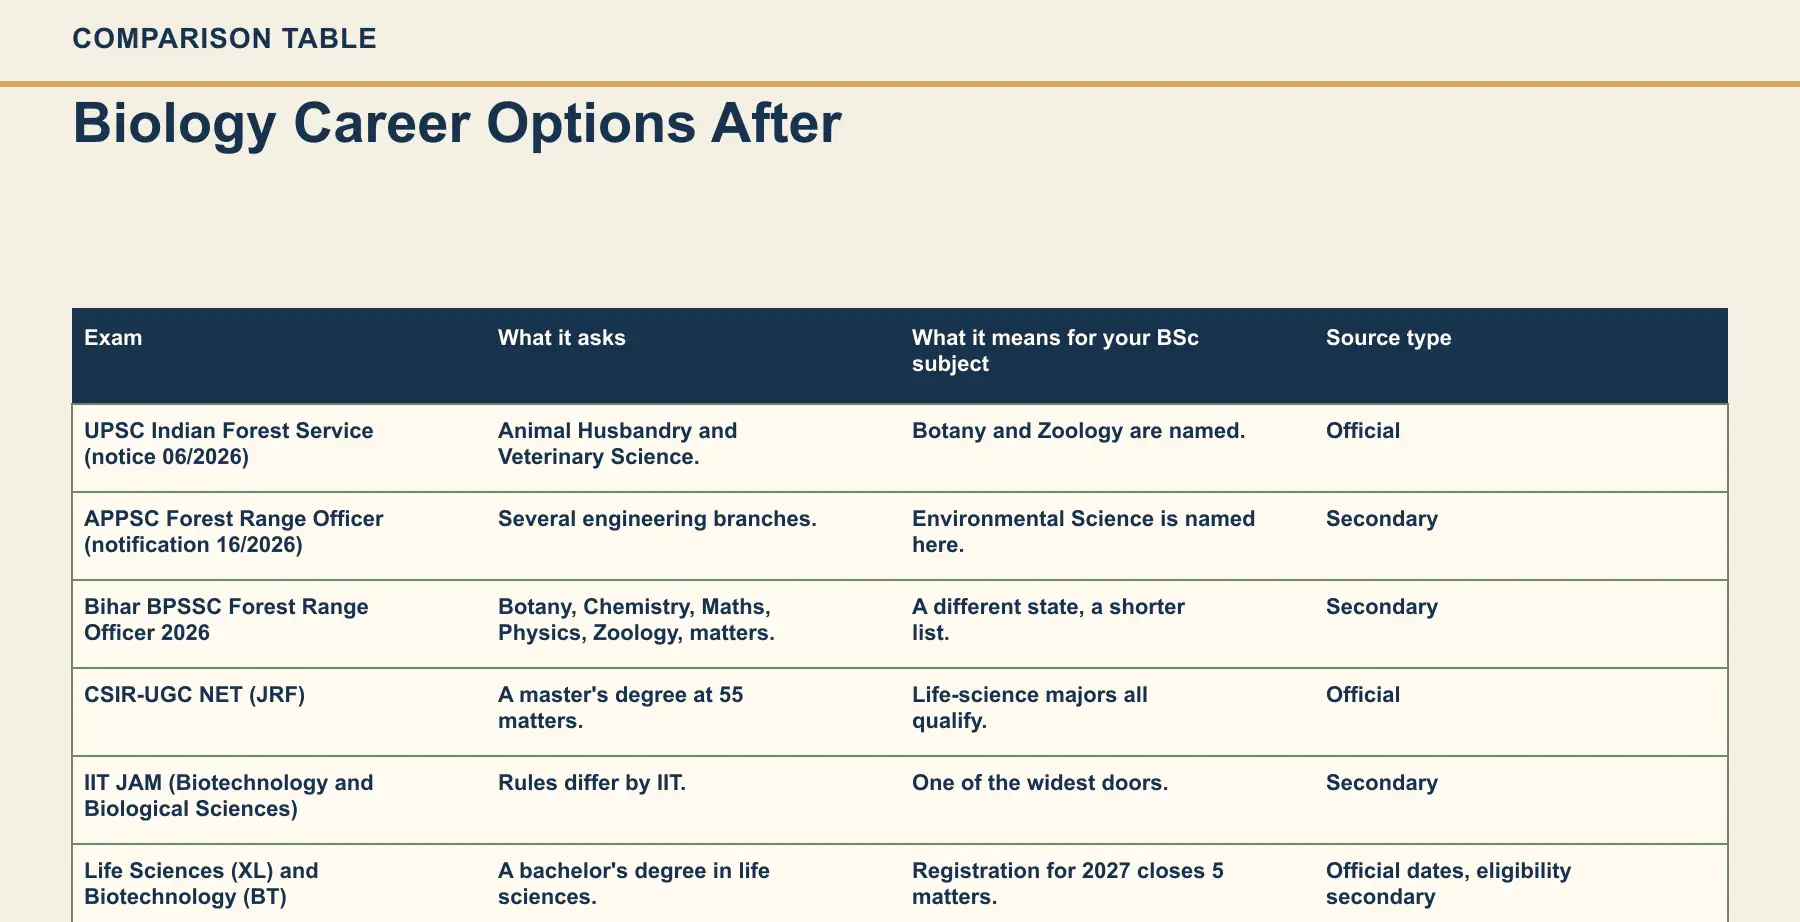 COMPARISON TABLE
Biology Career Options After
Exam
What it asks
What it means for your BSc
subject
Source type
UPSC Indian Forest Service
(notice 06/2026)
Animal Husbandry and
Veterinary Science.
Botany and Zoology are named.
Official
APPSC Forest Range Officer
(notification 16/2026)
Several engineering branches.
Environmental Science is named
here.
Secondary
Bihar BPSSC Forest Range
Officer 2026
Botany, Chemistry, Maths,
Physics, Zoology, matters.
A different state, a shorter
list.
Secondary
CSIR-UGC NET (JRF)
A master's degree at 55
matters.
Life-science majors all
qualify.
Official
IIT JAM (Biotechnology and
Biological Sciences)
Rules differ by IIT.
One of the widest doors.
Secondary
Life Sciences (XL) and
Biotechnology (BT)
A bachelor's degree in life
sciences.
Registration for 2027 closes 5
matters.
Official dates, eligibility
secondary